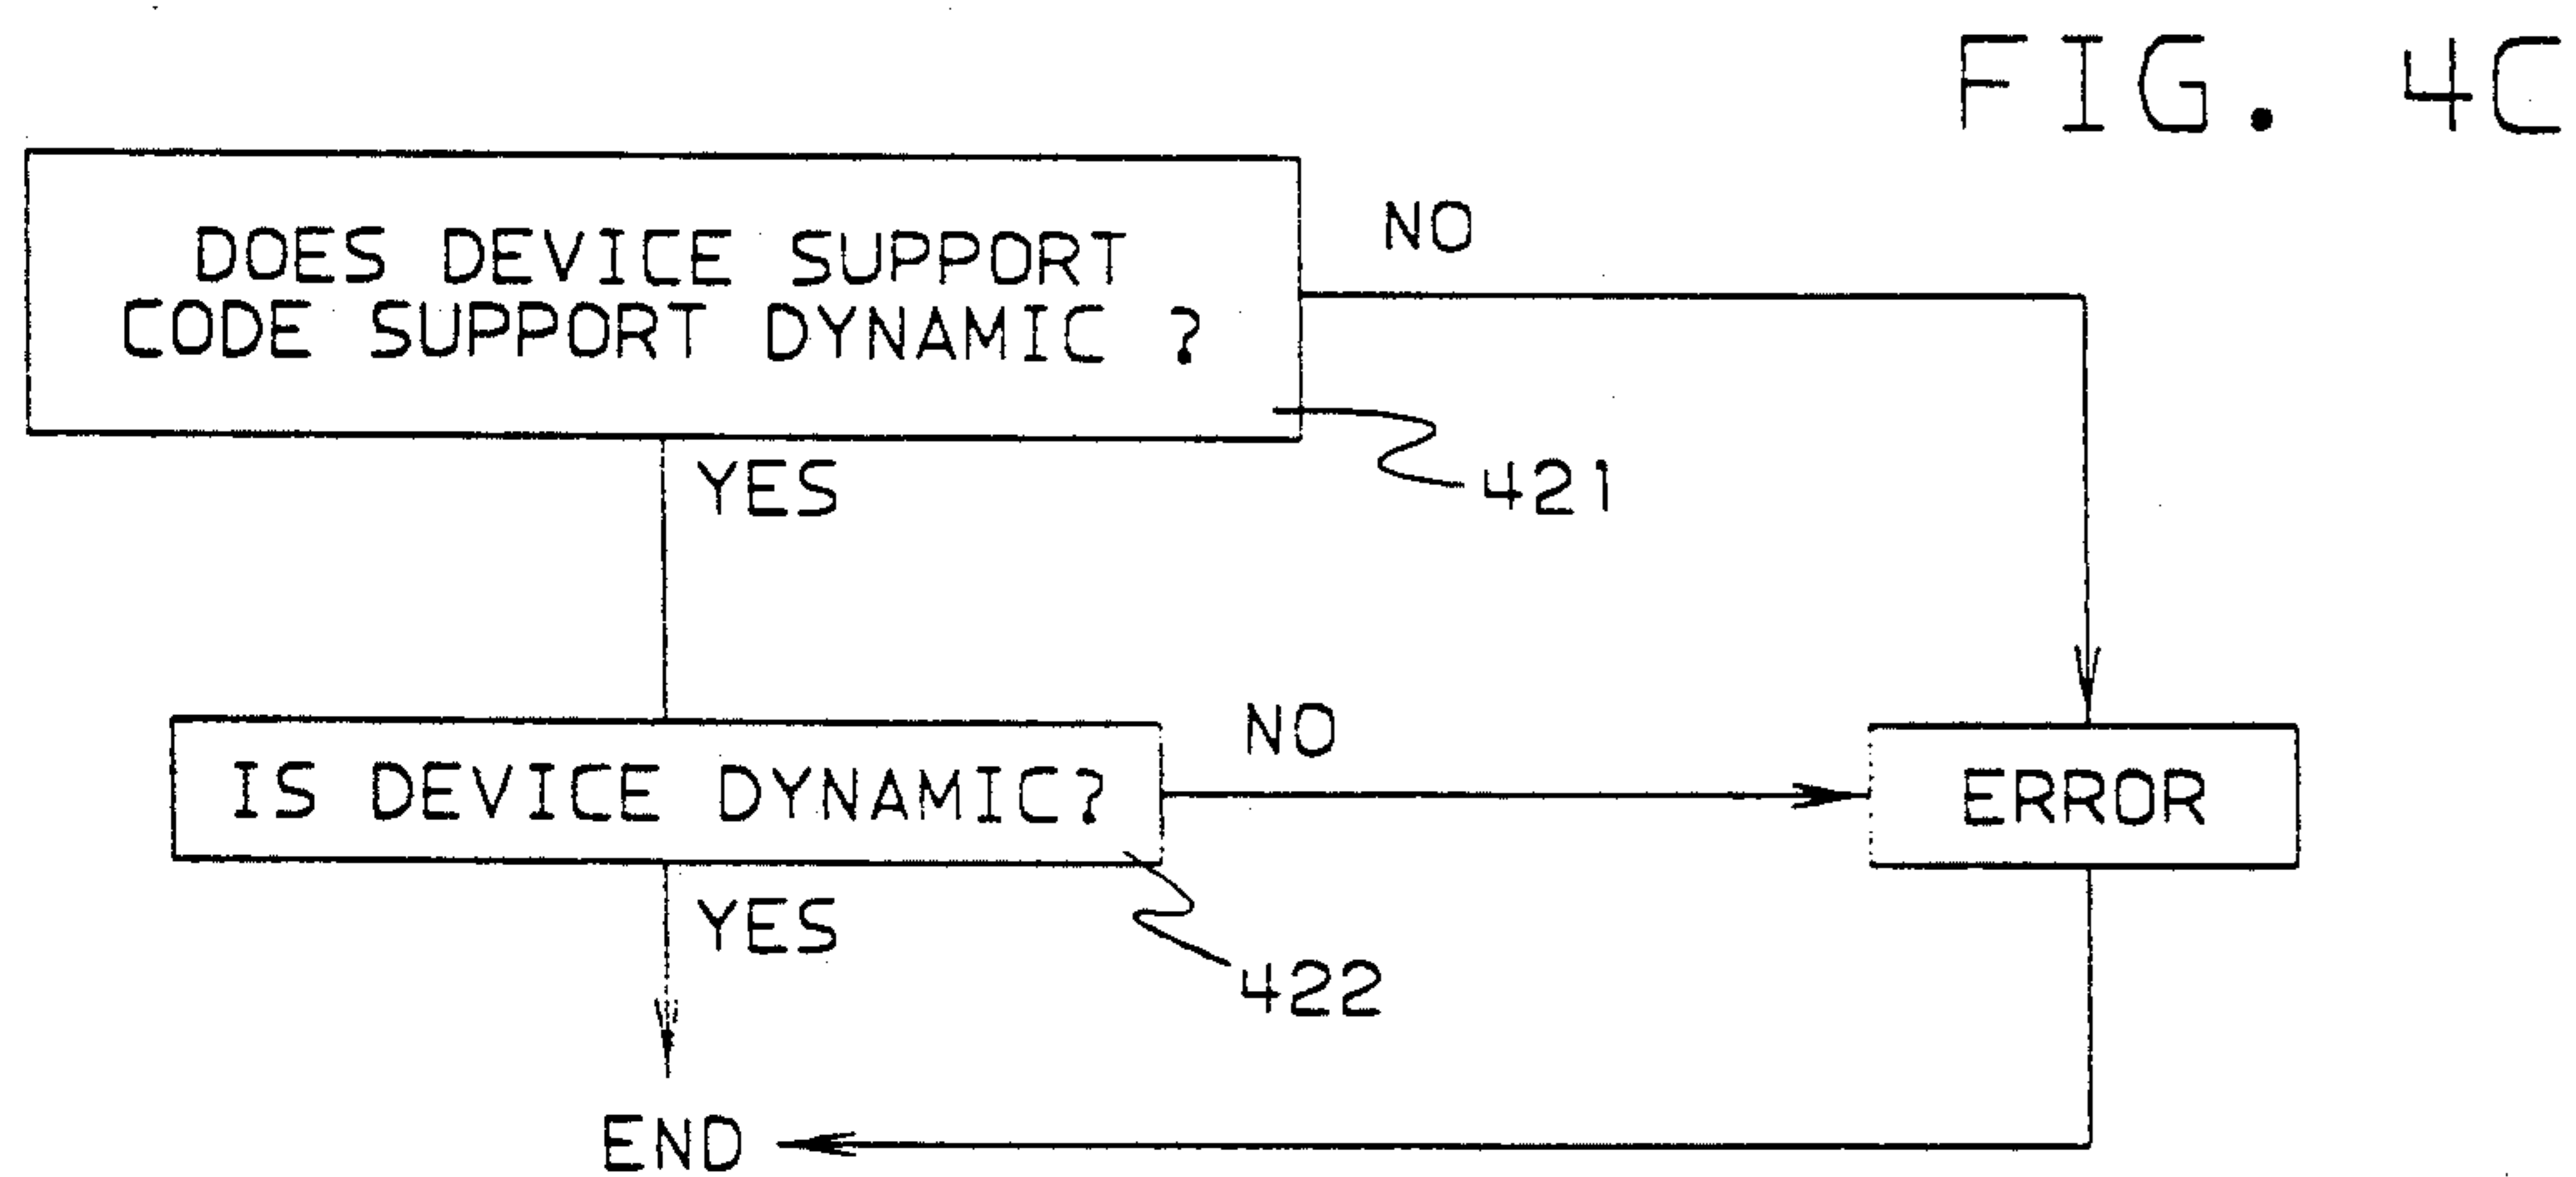 FIG. 4C
DOES DEVICE SUPPORT
CODE SUPPORT DYNAMIC ?
NO
YES
421
IS DEVICE DYNAMIC?
NO
ERROR
YES
422
END